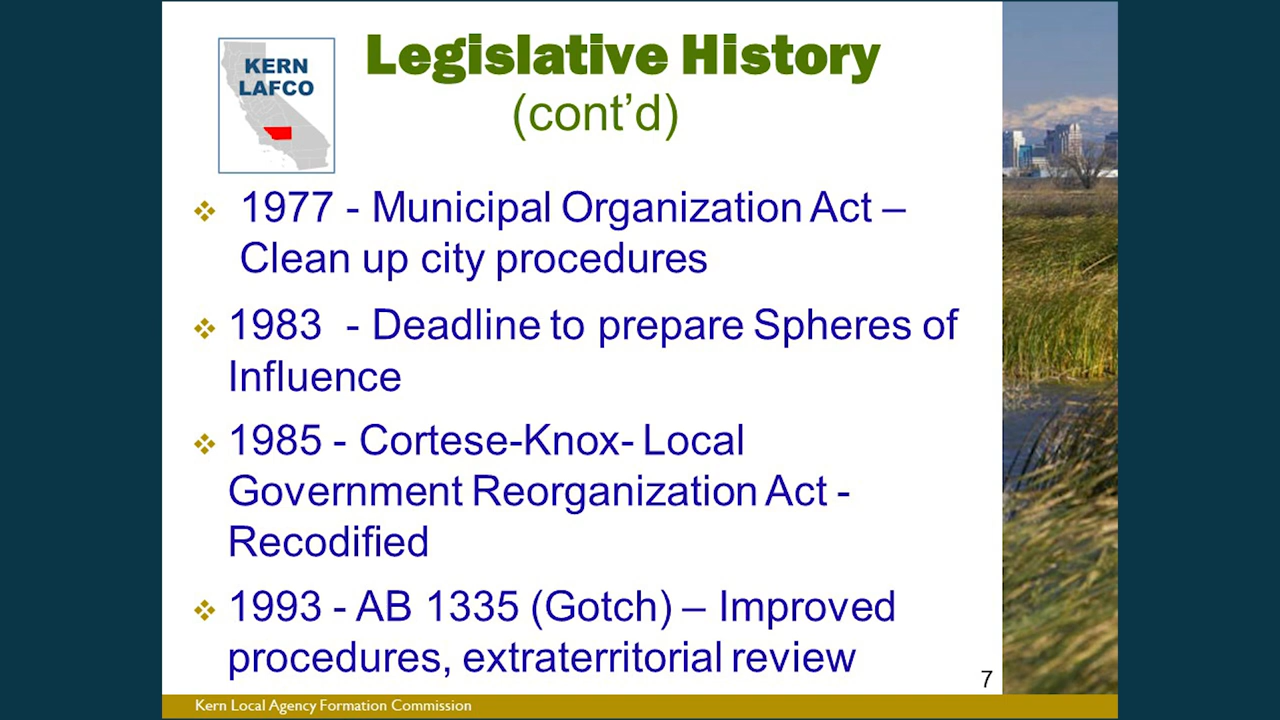 KERN
LAFCO
Legislative History
(cont’d)
❖ 1977 - Municipal Organization Act –
Clean up city procedures
❖ 1983  - Deadline to prepare Spheres of
Influence
❖ 1985 - Cortese-Knox- Local
Government Reorganization Act -
Recodified
❖ 1993 - AB 1335 (Gotch) – Improved
procedures, extraterritorial review
7
Kern Local Agency Formation Commission